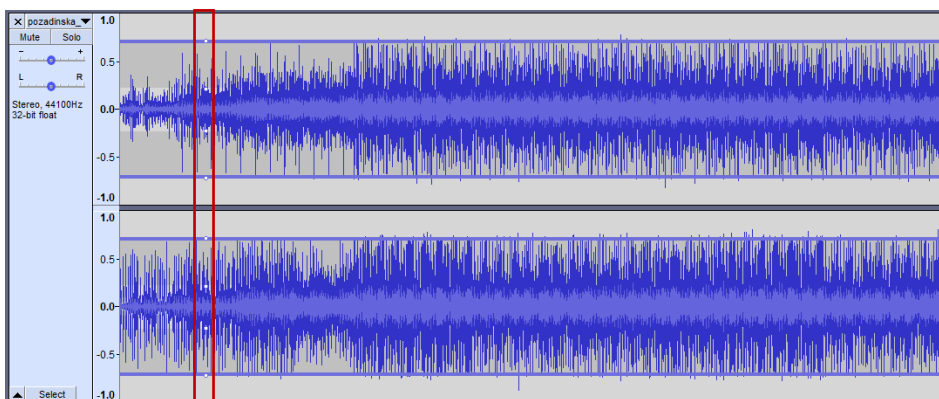 × pozadinska_
Mute Solo
- +
L R
Stereo, 44100Hz
32-bit float
Select
1.0
0.5-
0.0-
-0.5-
-1.0
1.0
0.5-
0.0-
-0.5-
-1.0